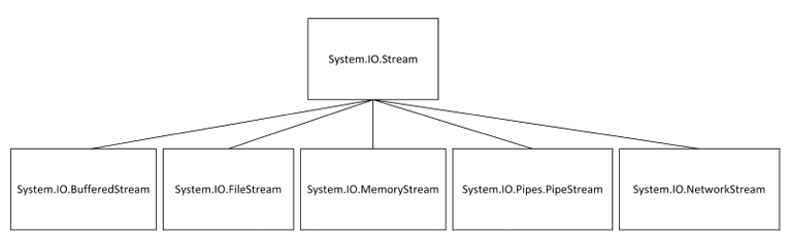 System.IO.Stream
System.IO.BufferedStream
System.IO.FileStream
System.IO.MemoryStream
System.IO.Pipes.PipeStream
System.IO.NetworkStream